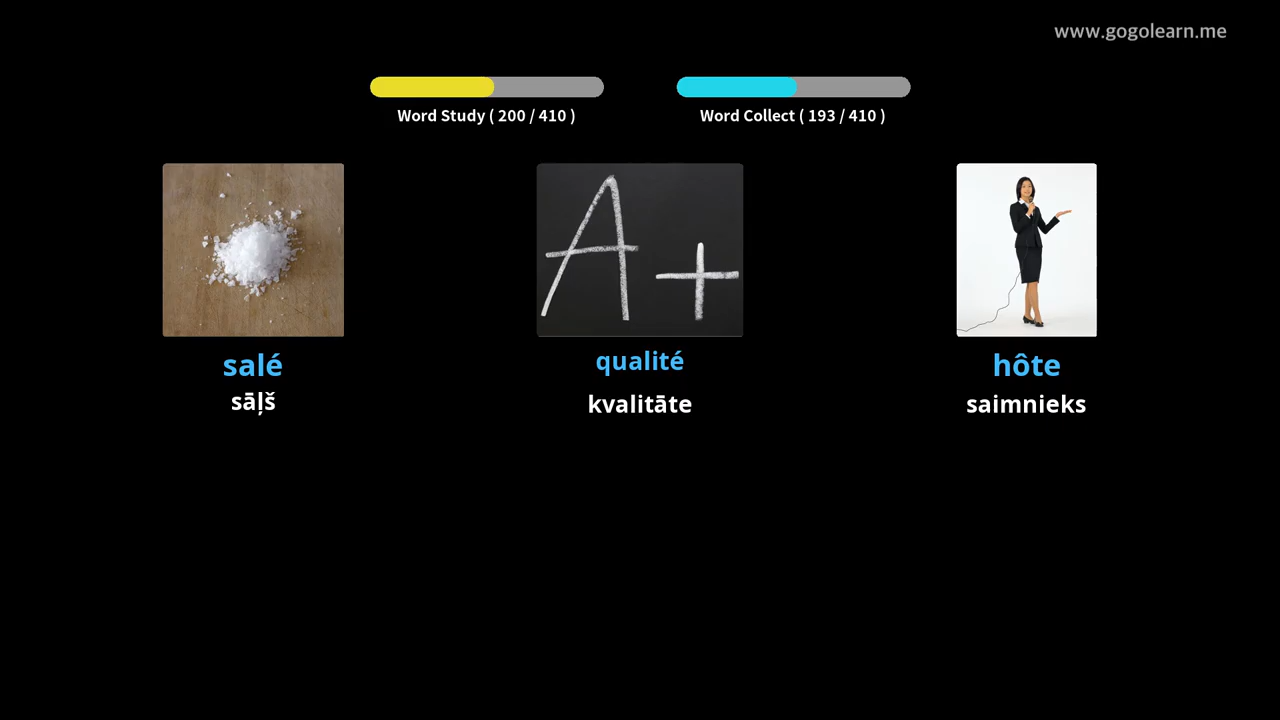 www.gogolearn.me
Word Study ( 200 / 410 )
Word Collect ( 193 / 410 )
A+
salé
sāļš
qualité
kvalitāte
hôte
saimnieks